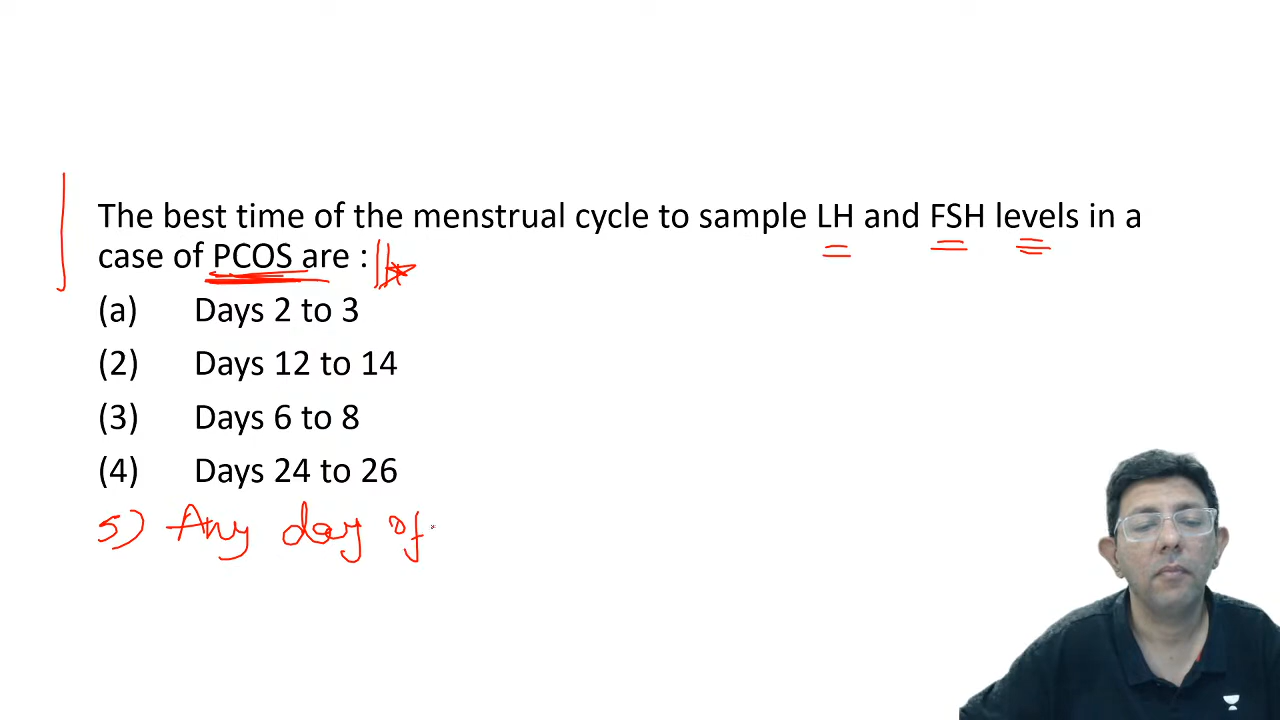 The best time of the menstrual cycle to sample LH and FSH levels in a
case of PCOS are :
(a) Days 2 to 3
(2) Days 12 to 14
(3) Days 6 to 8
(4) Days 24 to 26
5) Any day of